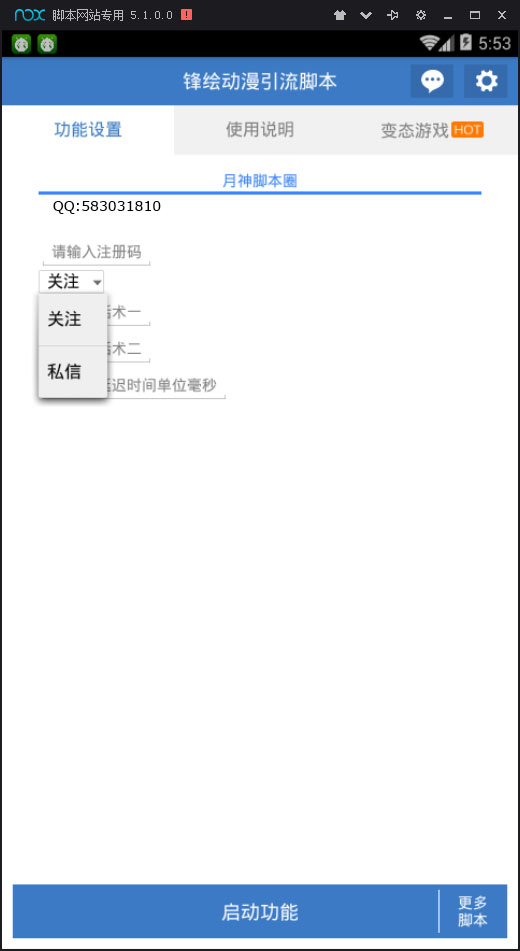 nox 脚本网站专用 5.1.0.0
5:53
锋绘动漫引流脚本
功能设置
使用说明
变态游戏 HOT
月神脚本圈
QQ:583031810
请输入注册码
关注
关注
术一
私信
术二
迟时间单位毫秒
启动功能
更多
脚本